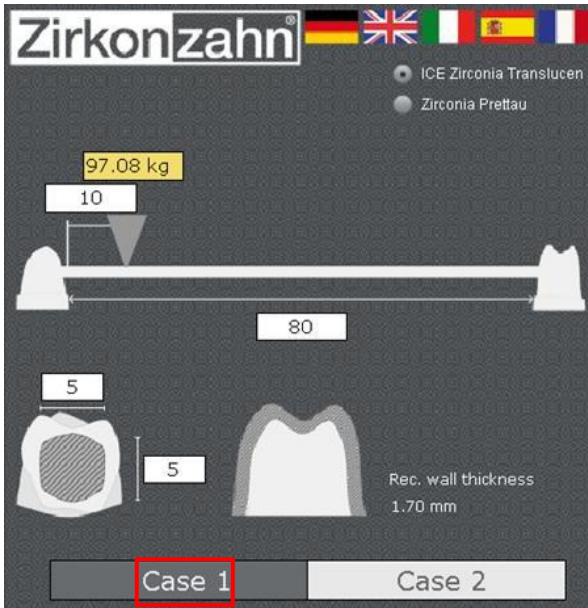 Zirkonzahn®
ICE Zirconia Translucen
Zirconia Prettau
97.08 kg
10
80
5
5
Rec. wall thickness
1.70 mm
Case 1
Case 2